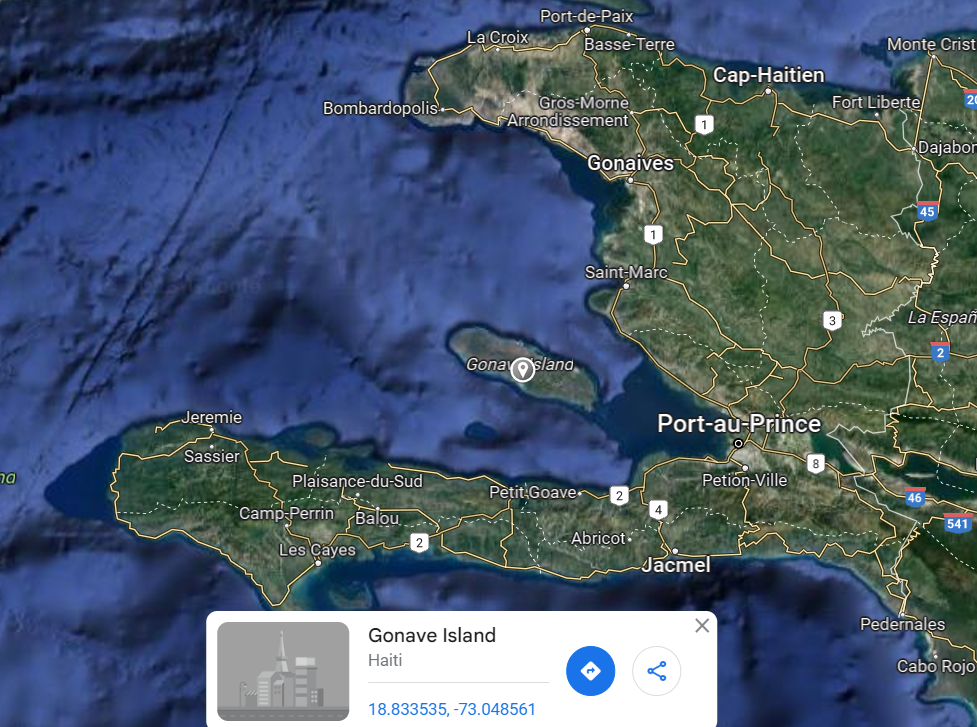 Port-de-Paix
La Croix
Basse-Terre
Monte Crist
Cap-Haitien
20
Bombardopolis
Gros-Morne
Arrondissement
Fort Liberte
1
Dajabon
Gonaives
45
1
Saint-Marc
3
La Españ
2
Gonave Island
Jeremie
Port-au-Prince
Sassier
8
Plaisance-du-Sud
Petion-Ville
Petit Goave
2
46
4
Camp-Perrin
Balou
541
Abricot
2
Les Cayes
Jacmel
Pedernales
Cabo Rojo
Gonave Island
Haiti
18.833535, -73.048561